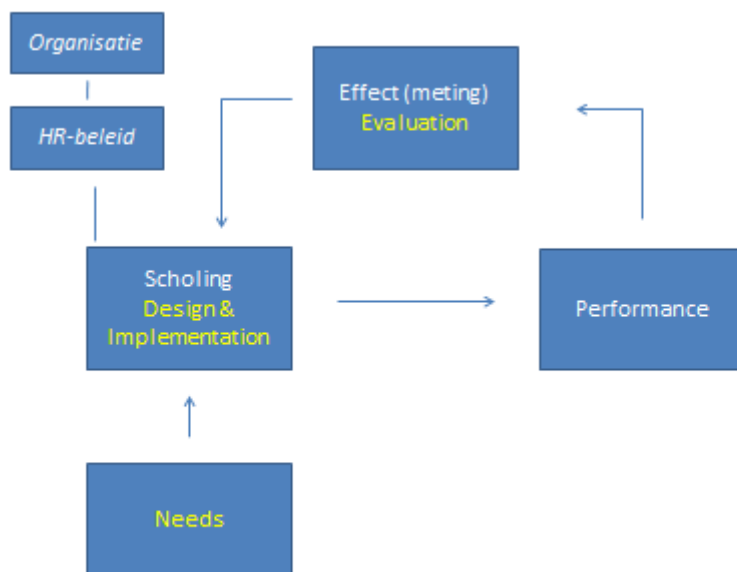 Organisatie
HR-beleid
Effect (meting)
Evaluation
Scholing
Design &
Implementation
Performance
Needs